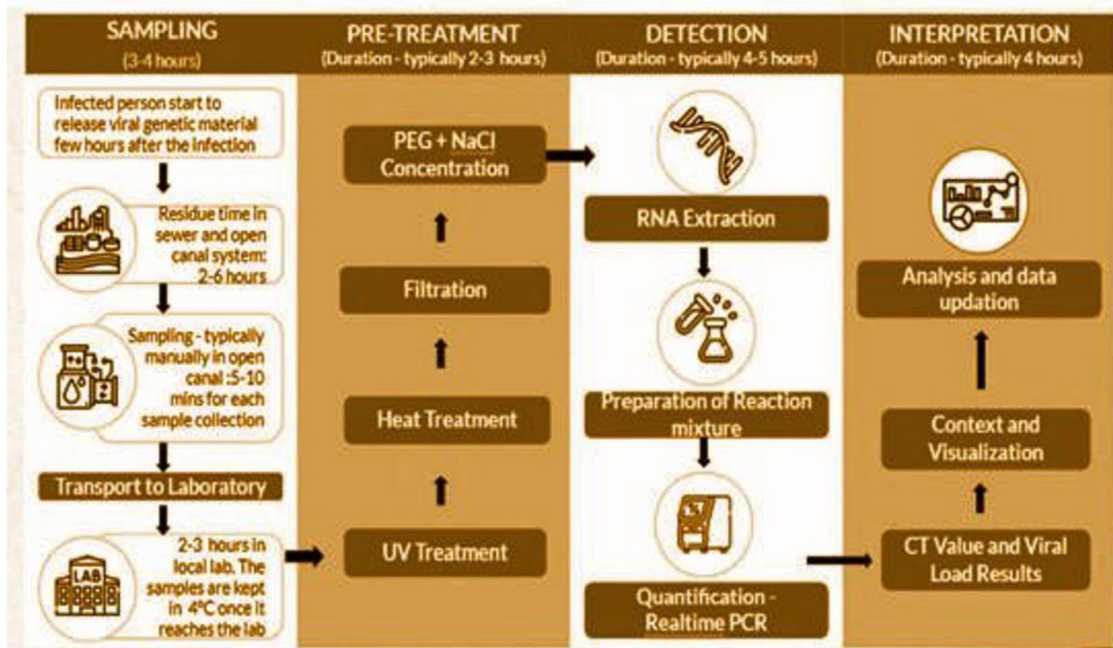 SAMPLING
(3-4 hours)
Infected person start to
release viral genetic material
few hours after the infection
Residue time in
sewer and open
canal system:
2-6 hours
Sampling - typically
manually in open
canal :5-10
mins for each
sample collection
Transport to Laboratory
LAB
2-3 hours in
local lab. The
samples are kept
in 4°C once it
reaches the lab
PRE-TREATMENT
(Duration - typically 2-3 hours)
PEG + NaCl
Concentration
Filtration
Heat Treatment
UV Treatment
DETECTION
(Duration - typically 4-5 hours)
RNA Extraction
Preparation of Reaction
mixture
Quantification -
Realtime PCR
INTERPRETATION
(Duration - typically 4 hours)
Analysis and data
updation
Context and
Visualization
CT Value and Viral
Load Results